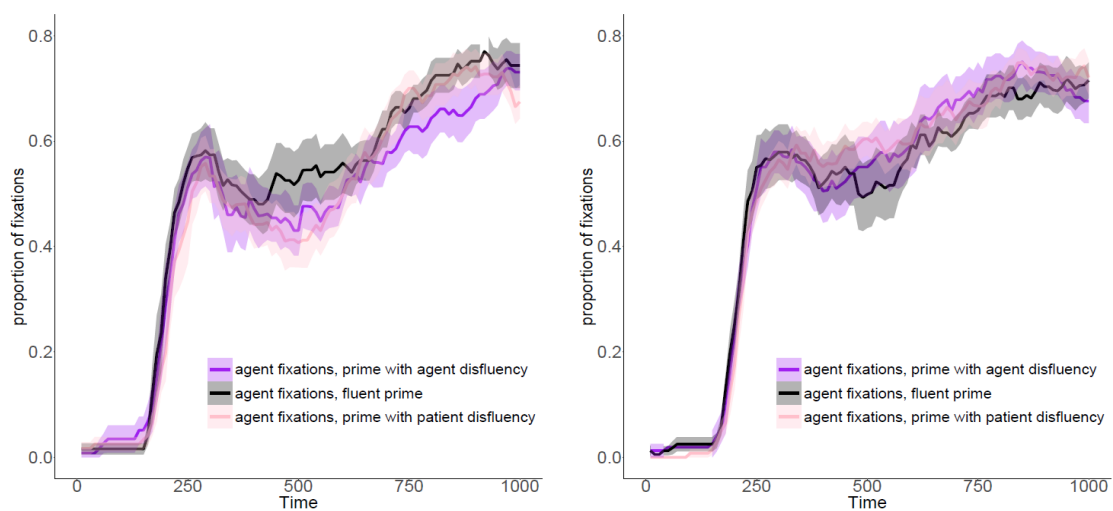 0.8
0.6
0.4
0.2
0.0
proportion of fixations
agent fixations, prime with agent disfluency
agent fixations, fluent prime
agent fixations, prime with patient disfluency
0 250 500 750 1000
Time
0.8
0.6
0.4
0.2
0.0
proportion of fixations
agent fixations, prime with agent disfluency
agent fixations, fluent prime
agent fixations, prime with patient disfluency
0 250 500 750 1000
Time